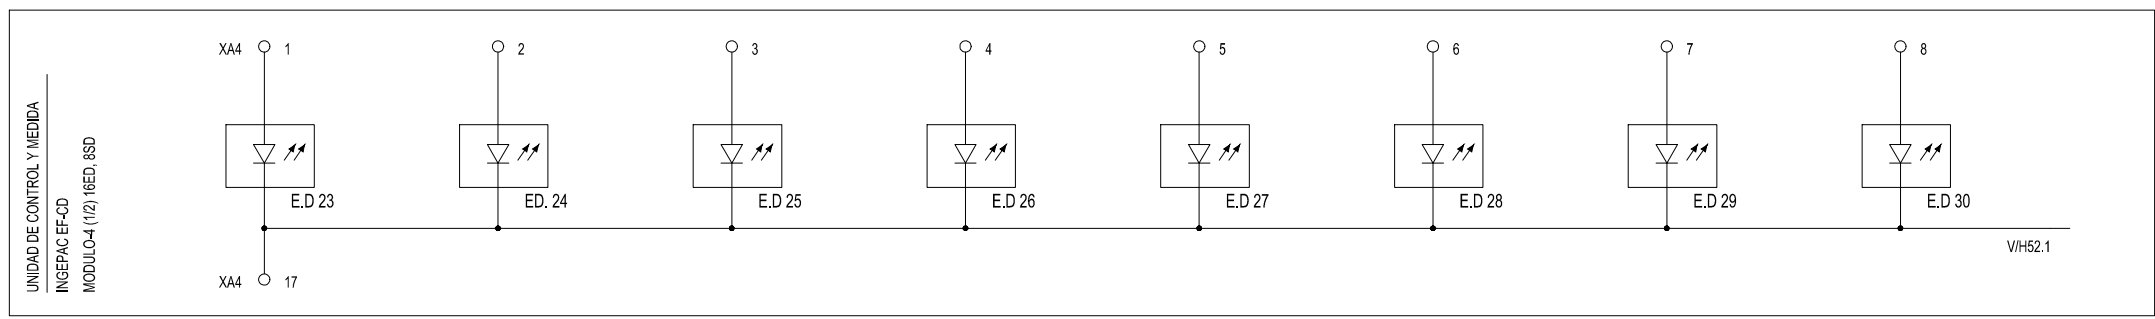 UNIDAD DE CONTROL Y MEDIDA
INGEPAC EF-CD
MODULO-4 (1/2) 16ED, 8SD
XA4 1 2 3 4 5 6 7 8
E.D 23 ED. 24 E.D 25 E.D 26 E.D 27 E.D 28 E.D 29 E.D 30
V/H52.1
XA4 17